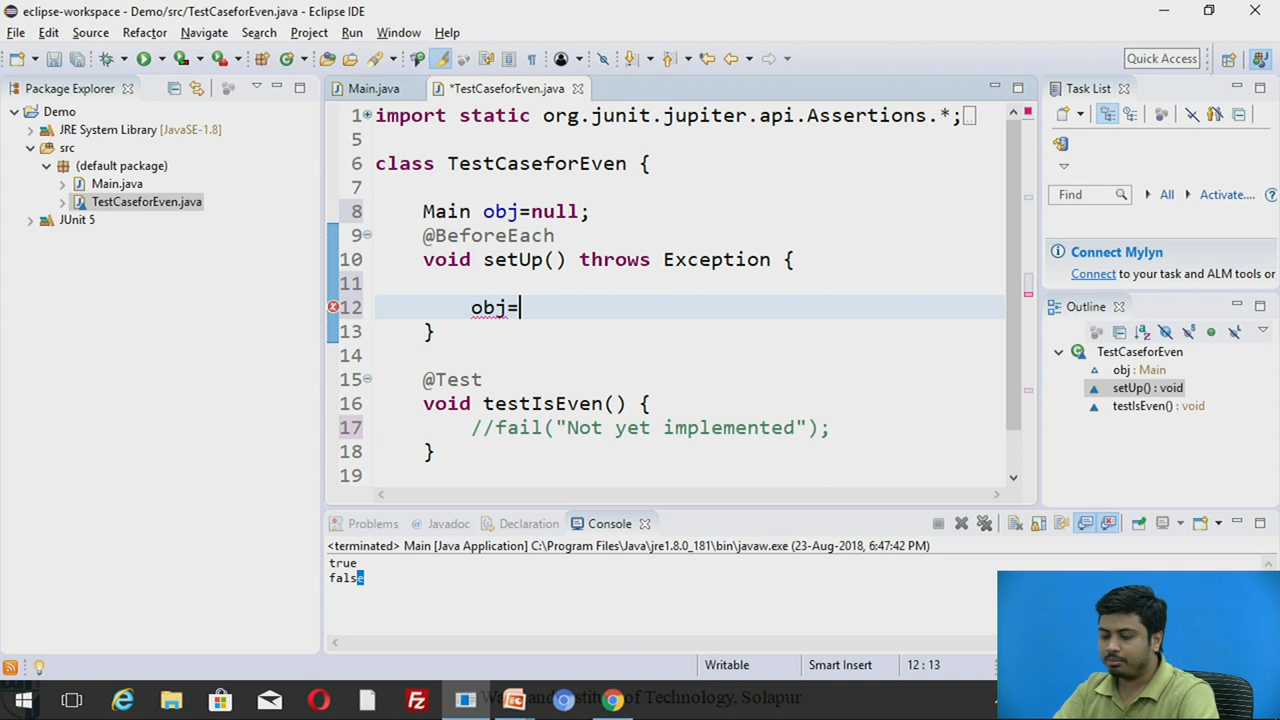 eclipse-workspace - Demo/src/TestCaseforEven.java - Eclipse IDE
File Edit Source Refactor Navigate Search Project Run Window Help
Quick Access
Package Explorer
Main.java
*TestCaseforEven.java
Task List
Demo
JRE System Library [JavaSE-1.8]
src
(default package)
Main.java
TestCaseforEven.java
JUnit 5
1 import static org.junit.jupiter.api.Assertions.*;
5
6 class TestCaseforEven {
7
8 Main obj=null;
9 @BeforeEach
10 void setUp() throws Exception {
11
12 obj=
13 }
14
15 @Test
16 void testIsEven() {
17 //fail("Not yet implemented");
18 }
19
Find All Activate...
Connect Mylyn
Connect to your task and ALM tools or
Outline
TestCaseforEven
obj : Main
setUp() : void
testIsEven() : void
Problems @ Javadoc Declaration Console
<terminated> Main [Java Application] C:\Program Files\Java\jre1.8.0_181\bin\javaw.exe (23-Aug-2018, 6:47:42 PM)
true
false
Writable Smart Insert 12 : 13
of Technology, Solapur